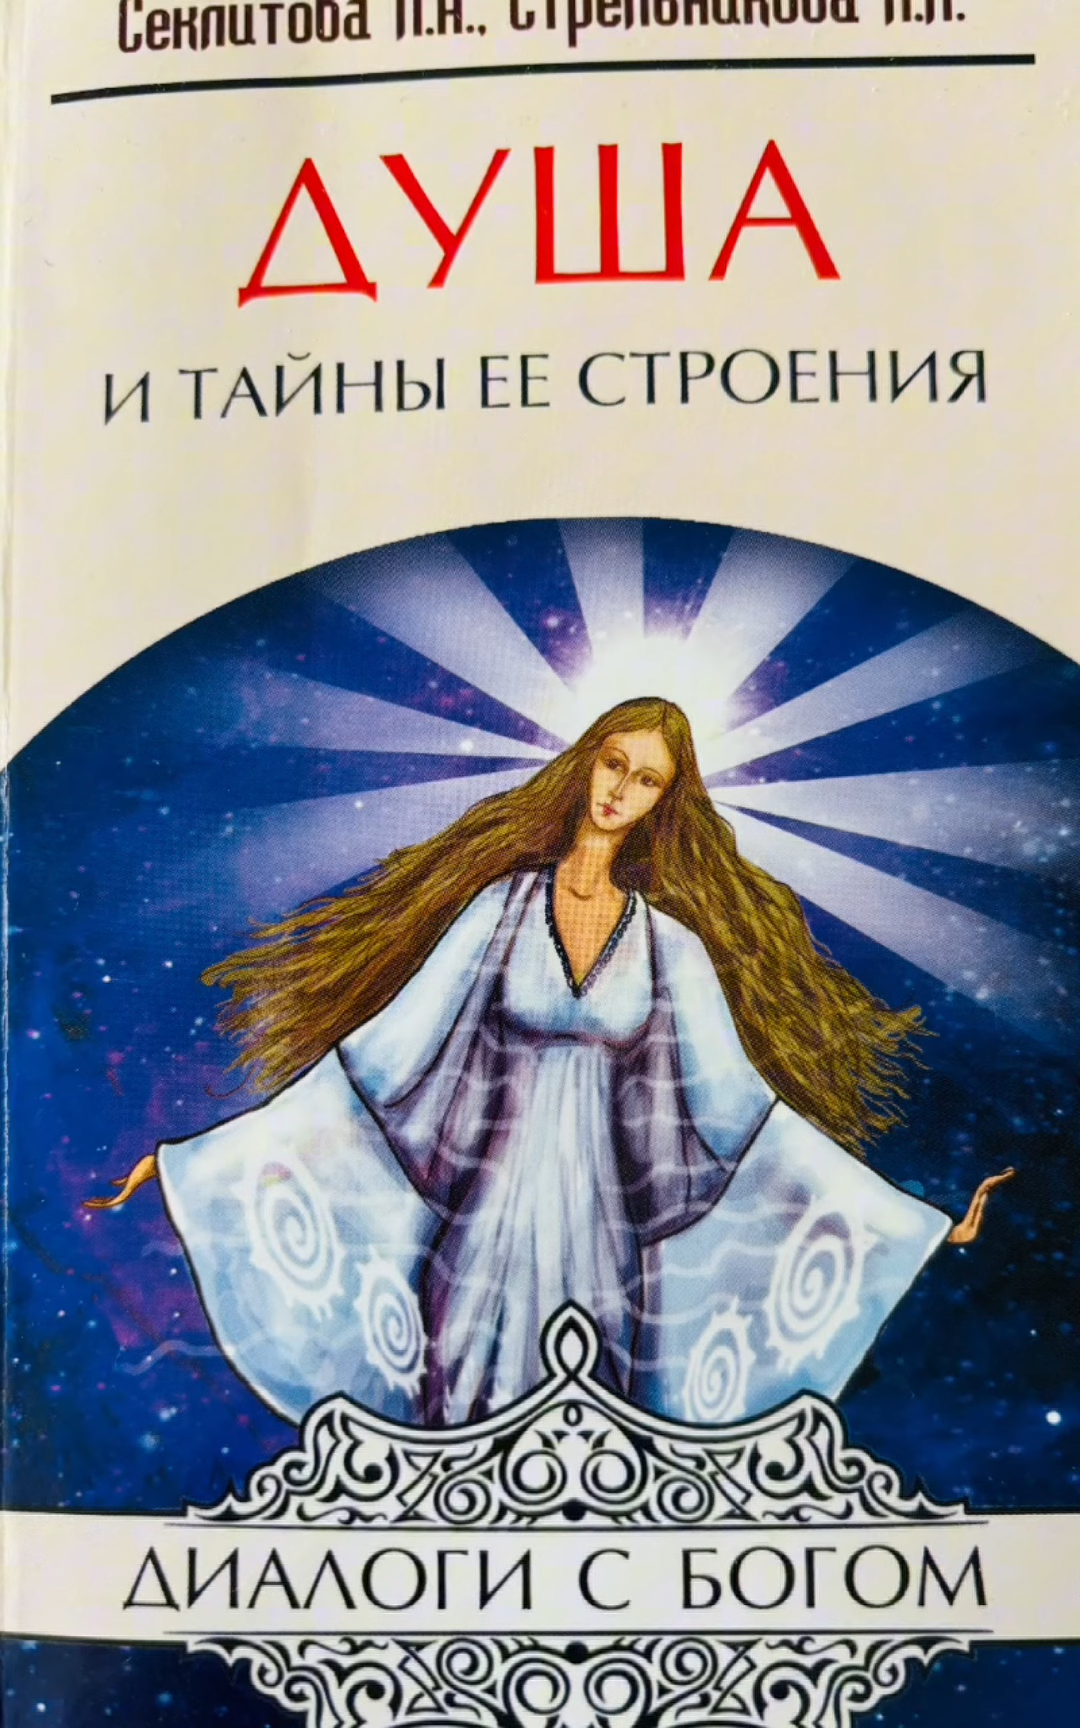 Секлитова Л.А., Стрельникова Л.Л.
ДУША
И ТАЙНЫ ЕЕ СТРОЕНИЯ
ДИАЛОГИ С БОГОМ